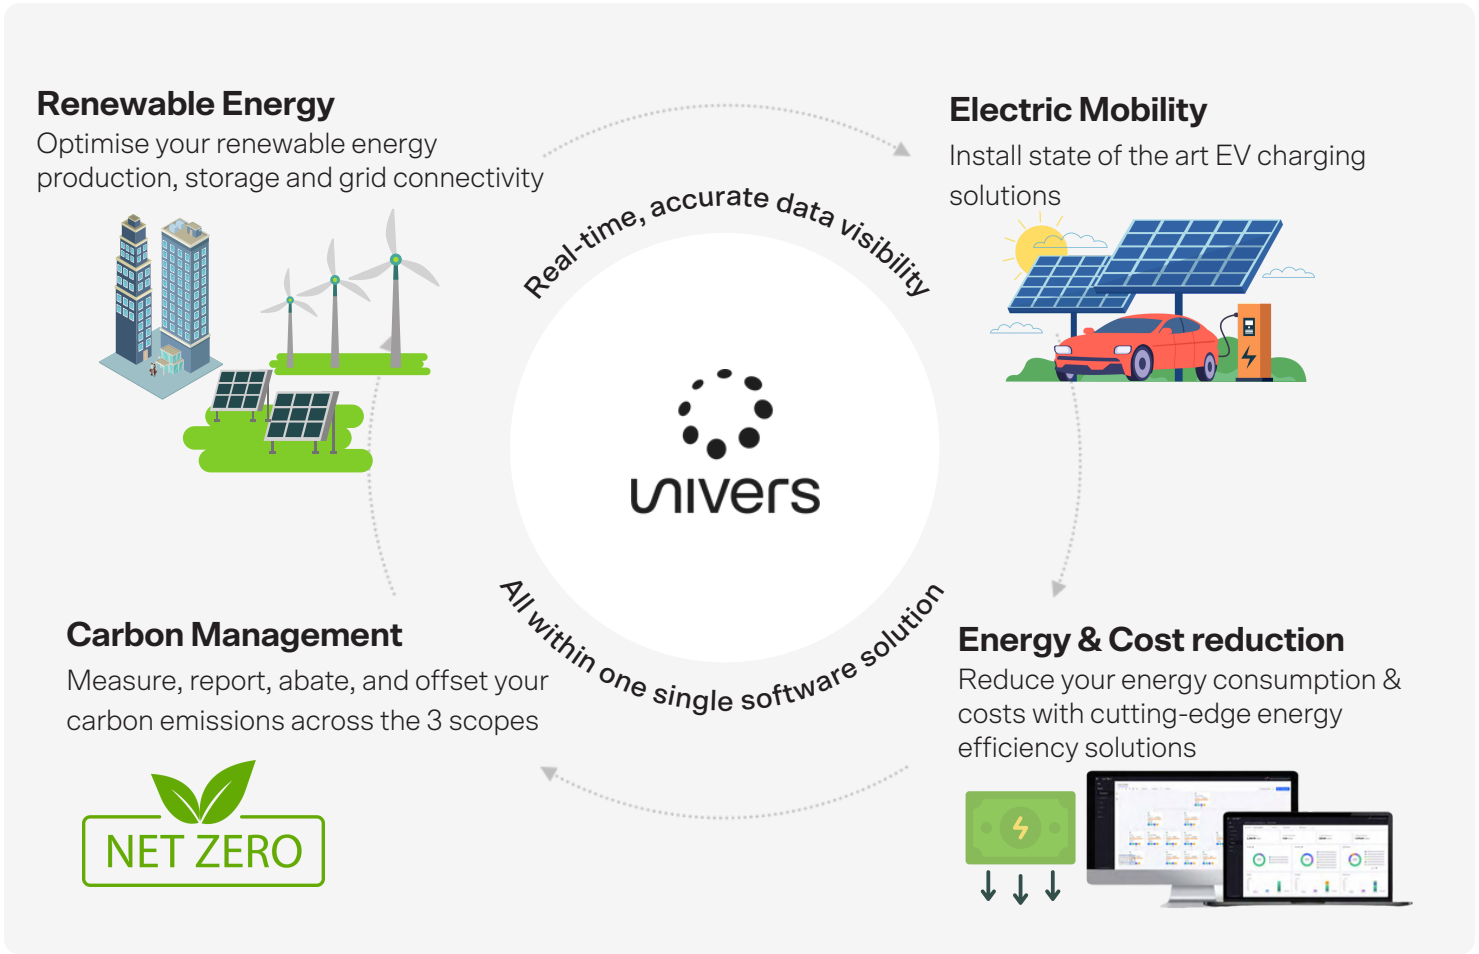 Renewable Energy
Optimise your renewable energy
production, storage and grid connectivity
Electric Mobility
Install state of the art EV charging
solutions
Real-time, accurate data visibility
univers
All within one single software solution
Carbon Management
Measure, report, abate, and offset your
carbon emissions across the 3 scopes
NET ZERO
Energy & Cost reduction
Reduce your energy consumption &
costs with cutting-edge energy
efficiency solutions